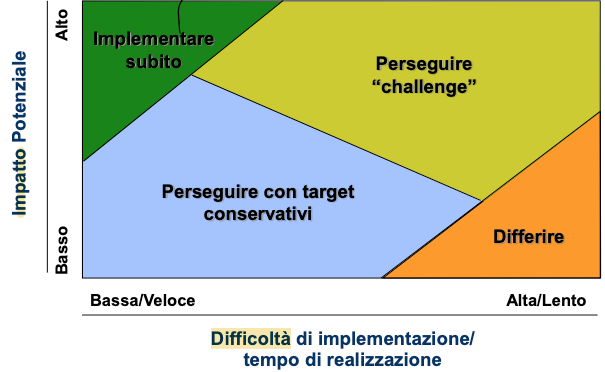 Alto
Implementare
subito
Perseguire
“challenge”
Impatto Potenziale
Perseguire con target
conservativi
Differire
Basso
Bassa/Veloce
Alta/Lento
Difficoltà di implementazione/
tempo di realizzazione